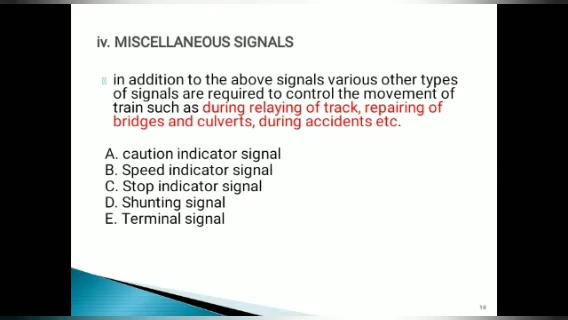 iv. MISCELLANEOUS SIGNALS
in addition to the above signals various other types
of signals are required to control the movement of
train such as during relaying of track, repairing of
bridges and culverts, during accidents etc.
A. caution indicator signal
B. Speed indicator signal
C. Stop indicator signal
D. Shunting signal
E. Terminal signal